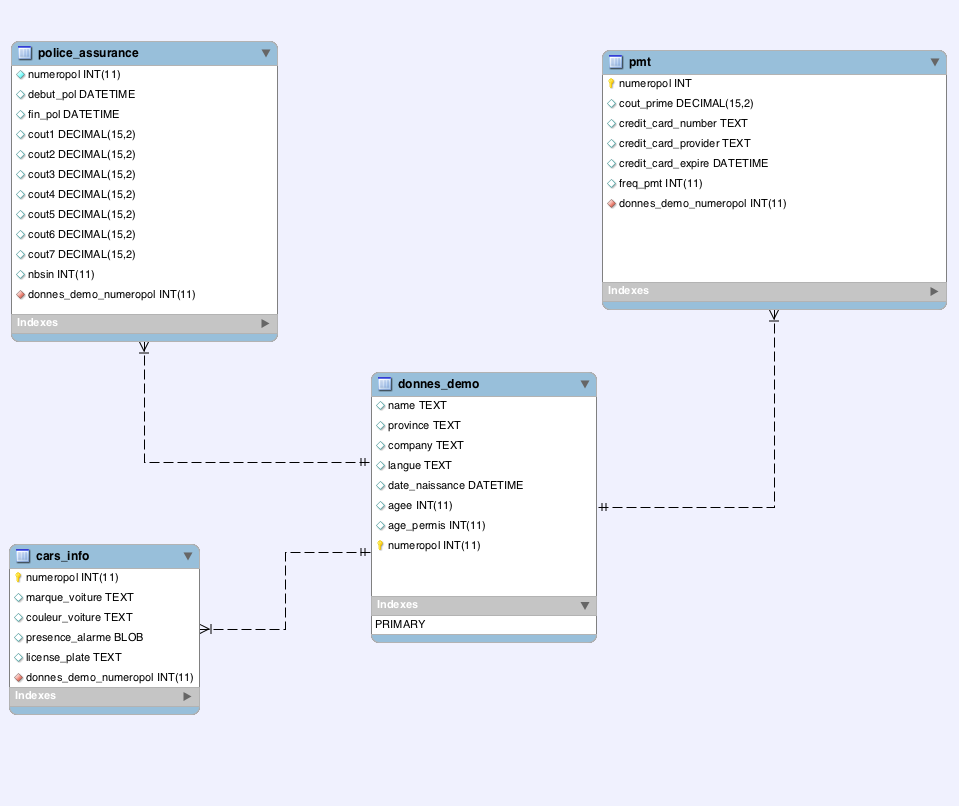 police_assurance
numeropol INT(11)
debut_pol DATETIME
fin_pol DATETIME
cout1 DECIMAL(15,2)
cout2 DECIMAL(15,2)
cout3 DECIMAL(15,2)
cout4 DECIMAL(15,2)
cout5 DECIMAL(15,2)
cout6 DECIMAL(15,2)
cout7 DECIMAL(15,2)
nbsin INT(11)
donnes_demo_numeropol INT(11)
Indexes
pmt
numeropol INT
cout_prime DECIMAL(15,2)
credit_card_number TEXT
credit_card_provider TEXT
credit_card_expire DATETIME
freq_pmt INT(11)
donnes_demo_numeropol INT(11)
Indexes
donnes_demo
name TEXT
province TEXT
company TEXT
langue TEXT
date_naissance DATETIME
agee INT(11)
age_permis INT(11)
numeropol INT(11)
Indexes
PRIMARY
cars_info
numeropol INT(11)
marque_voiture TEXT
couleur_voiture TEXT
presence_alarme BLOB
license_plate TEXT
donnes_demo_numeropol INT(11)
Indexes